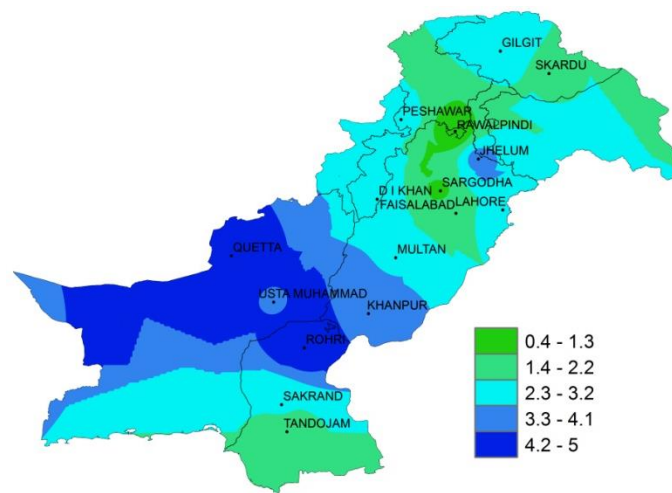 GILGIT
SKARDU
PESHAWAR
RAWALPINDI
JHELUM
SARGODHA
D I KHAN
FAISALABAD
LAHORE
MULTAN
QUETTA
USTA MUHAMMAD
KHANPUR
ROHRI
SAKRAND
TANDOJAM
0.4 - 1.3
1.4 - 2.2
2.3 - 3.2
3.3 - 4.1
4.2 - 5